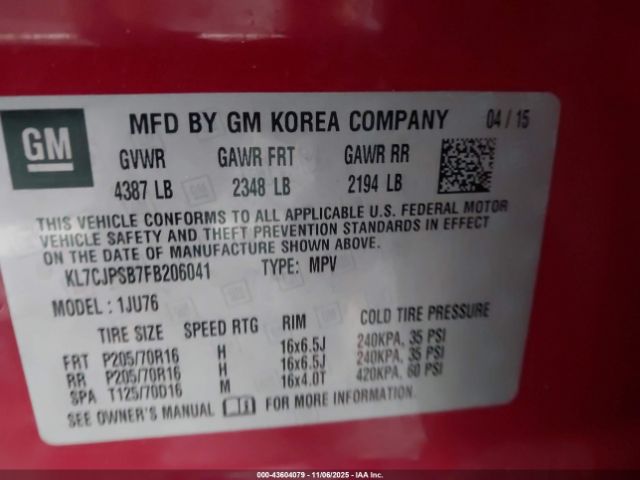 GM
MFD BY GM KOREA COMPANY 04 / 15
GVWR GAWR FRT GAWR RR
4387 LB 2348 LB 2194 LB
THIS VEHICLE CONFORMS TO ALL APPLICABLE U.S. FEDERAL MOTOR
VEHICLE SAFETY AND THEFT PREVENTION STANDARDS IN EFFECT
ON THE DATE OF MANUFACTURE SHOWN ABOVE.
KL7CJPSB7FB206041 TYPE: MPV
MODEL : 1JU76
TIRE SIZE SPEED RTG RIM COLD TIRE PRESSURE
FRT P205/70R16 H 16x6.5J 240KPA, 35 PSI
RR P205/70R16 H 16x6.5J 240KPA, 35 PSI
SPA T125/70D16 M 16x4.0T 420KPA, 60 PSI
SEE OWNER'S MANUAL FOR MORE INFORMATION.
000-43604079 - 11/06/2025 - IAA Inc.